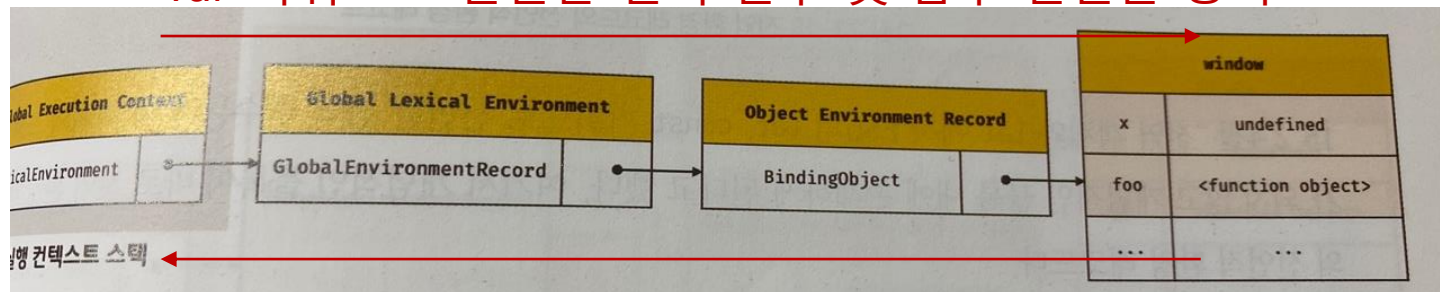 Global Execution Context
Global Lexical Environment
Object Environment Record
window
LexicalEnvironment
GlobalEnvironmentRecord
BindingObject
x undefined
foo <function object>
... ...
실행 컨텍스트 스택